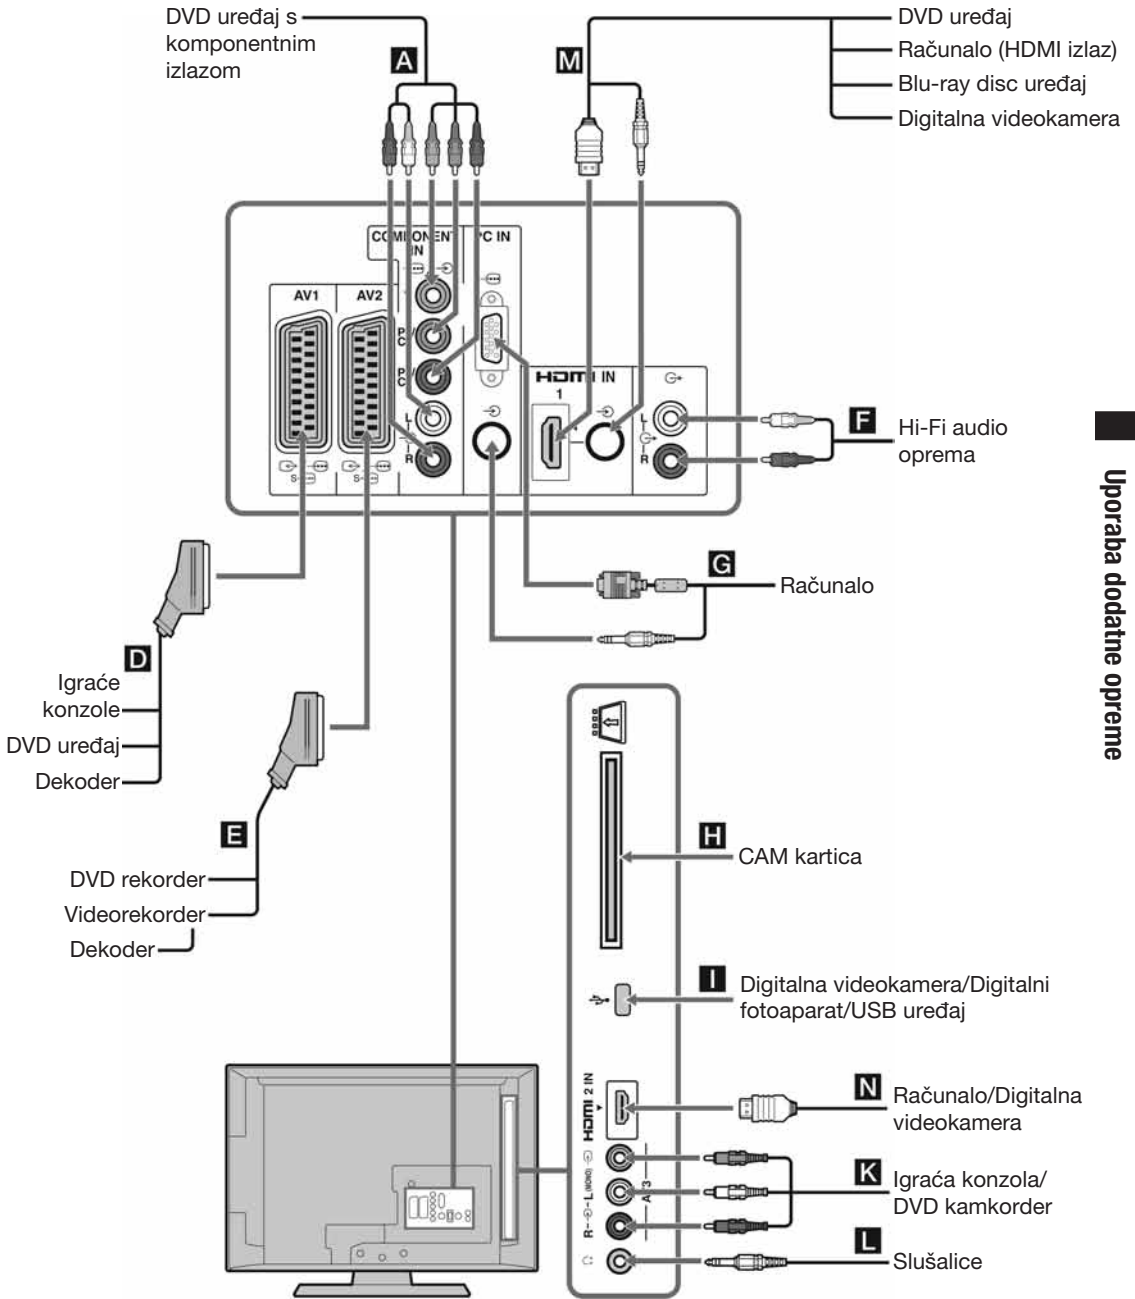 DVD uređaj s
komponentnim
izlazom
A
M
DVD uređaj
Računalo (HDMI izlaz)
Blu-ray disc uređaj
Digitalna videokamera
COMPONENT
IN
PC IN
AV1
AV2
HDMI IN
1
L
R
L
R
S
S
F
Hi-Fi audio
oprema
Uporaba dodatne opreme
G
Računalo
D
Igraće
konzole
DVD uređaj
Dekoder
E
DVD rekorder
Videorekorder
Dekoder
H
CAM kartica
I
Digitalna videokamera/Digitalni
fotoaparat/USB uređaj
HDMI 2 IN
N
Računalo/Digitalna
videokamera
L (MONO)
R
K
Igraća konzola/
DVD kamkorder
L
Slušalice